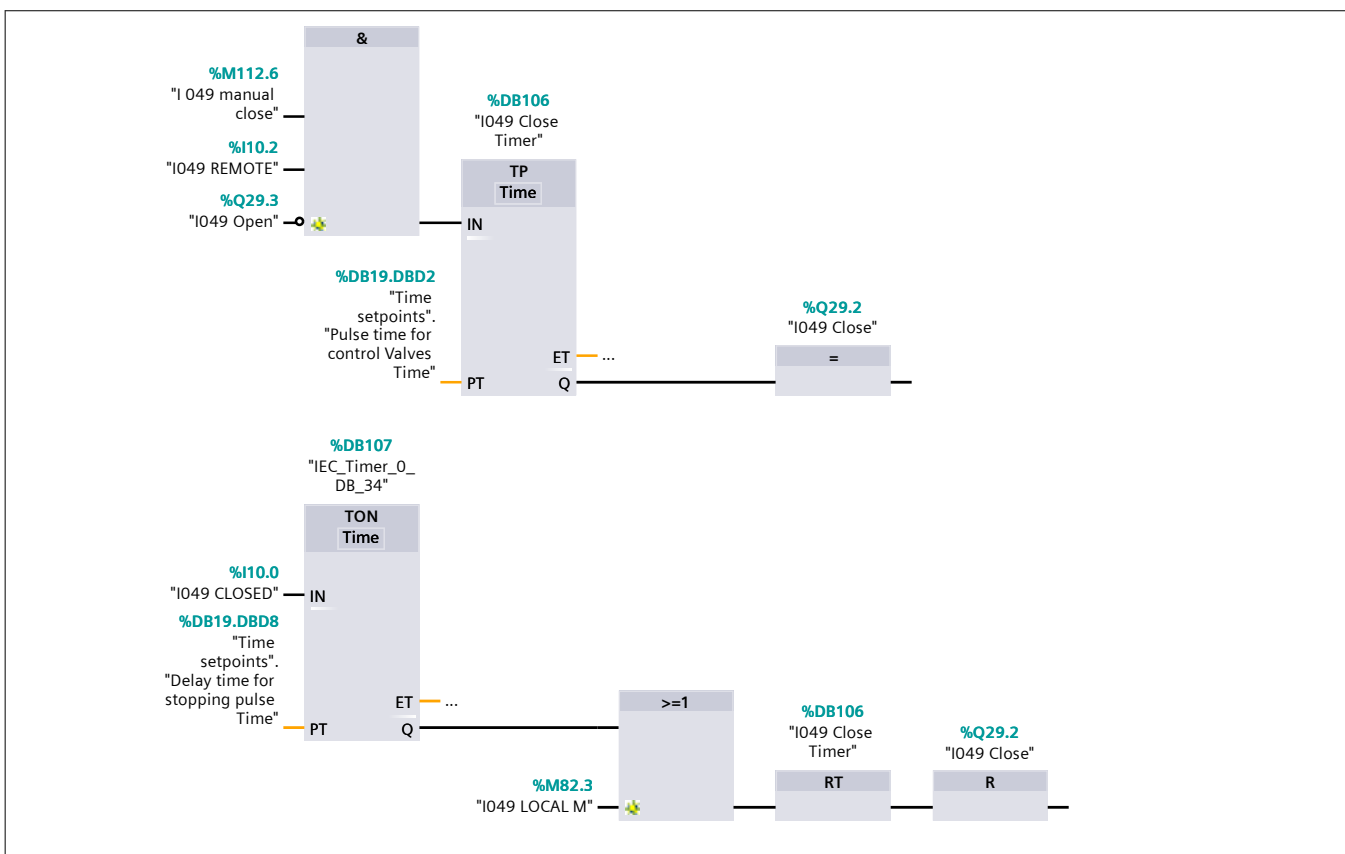 &
%M112.6
"I 049 manual
close"
%I10.2
"I049 REMOTE"
%Q29.3
"I049 Open"
%DB106
"I049 Close
Timer"
TP
Time
IN
%DB19.DBD2
"Time
setpoints".
"Pulse time for
control Valves
Time"
PT
ET
...
Q
%Q29.2
"I049 Close"
=
%DB107
"IEC_Timer_0_
DB_34"
TON
Time
%I10.0
"I049 CLOSED"
IN
%DB19.DBD8
"Time
setpoints".
"Delay time for
stopping pulse
Time"
PT
ET
...
Q
>=1
%M82.3
"I049 LOCAL M"
%DB106
"I049 Close
Timer"
RT
%Q29.2
"I049 Close"
R